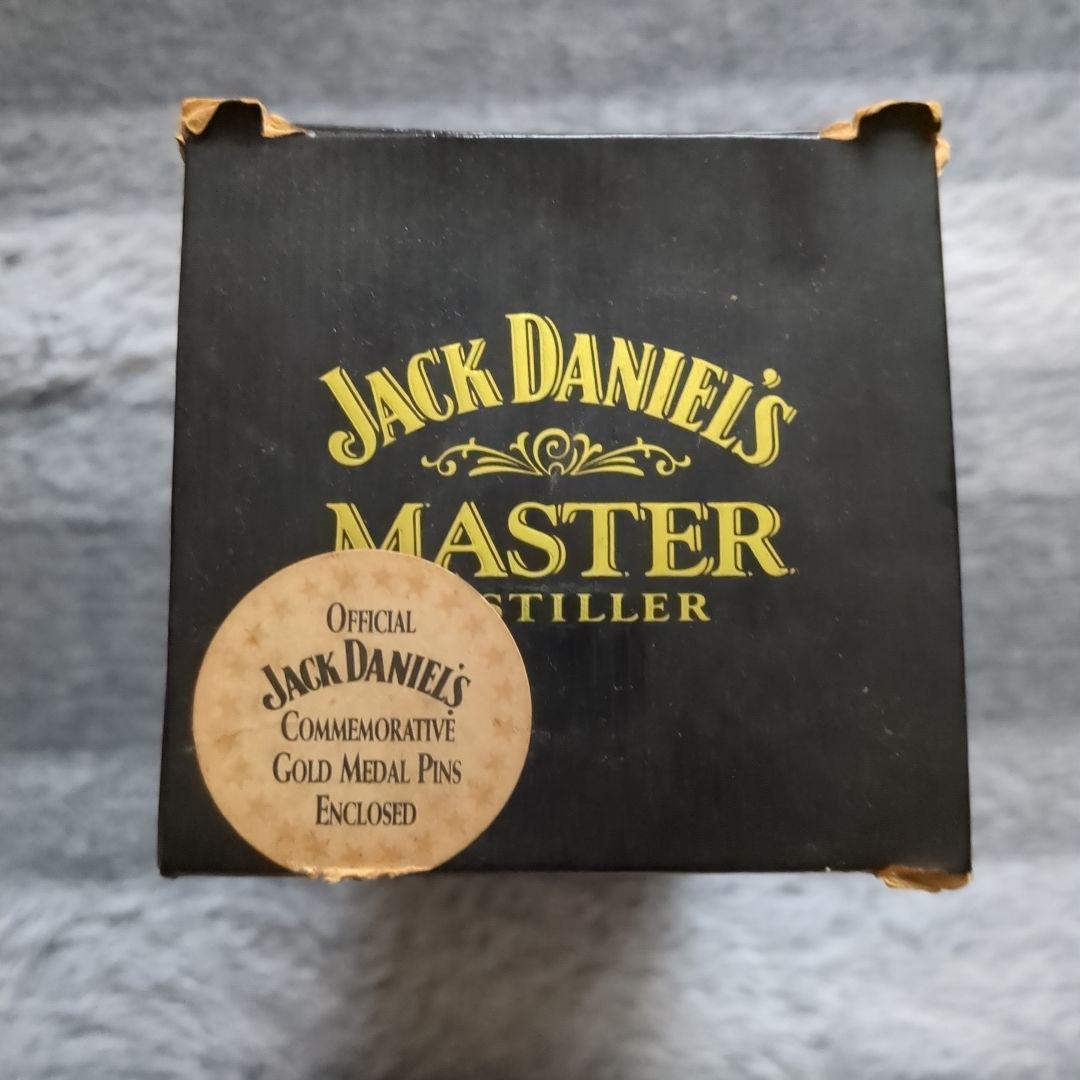 JACK DANIEL'S
MASTER
STILLER
OFFICIAL
JACK DANIEL'S
COMMEMORATIVE
GOLD MEDAL PINS
ENCLOSED